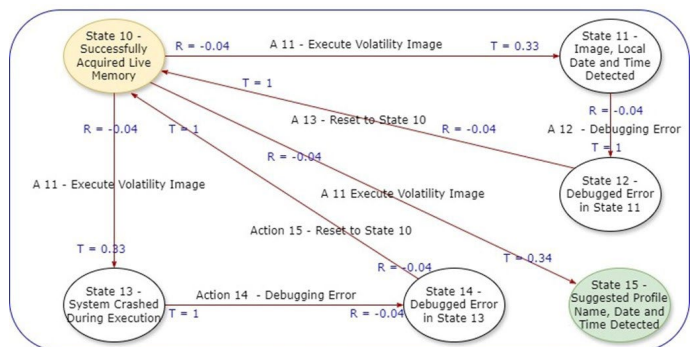 State 10 -
Successfully
Acquired Live
Memory
R = -0.04
A 11 - Execute Volatility Image
T = 0.33
State 11 -
Image, Local
Date and Time
Detected
T = 1
R = -0.04
A 13 - Reset to State 10
R = -0.04
A 12 - Debugging Error
T = 1
R = -0.04
T = 1
R = -0.04
State 12 -
Debugged Error
in State 11
A 11 - Execute Volatility Image
A 11 Execute Volatility Image
Action 15 - Reset to State 10
T = 0.33
R = -0.04
T = 0.34
State 13 -
System Crashed
During Execution
Action 14 - Debugging Error
T = 1
R = -0.04
State 14 -
Debugged Error
in State 13
State 15 -
Suggested Profile
Name, Date and
Time Detected